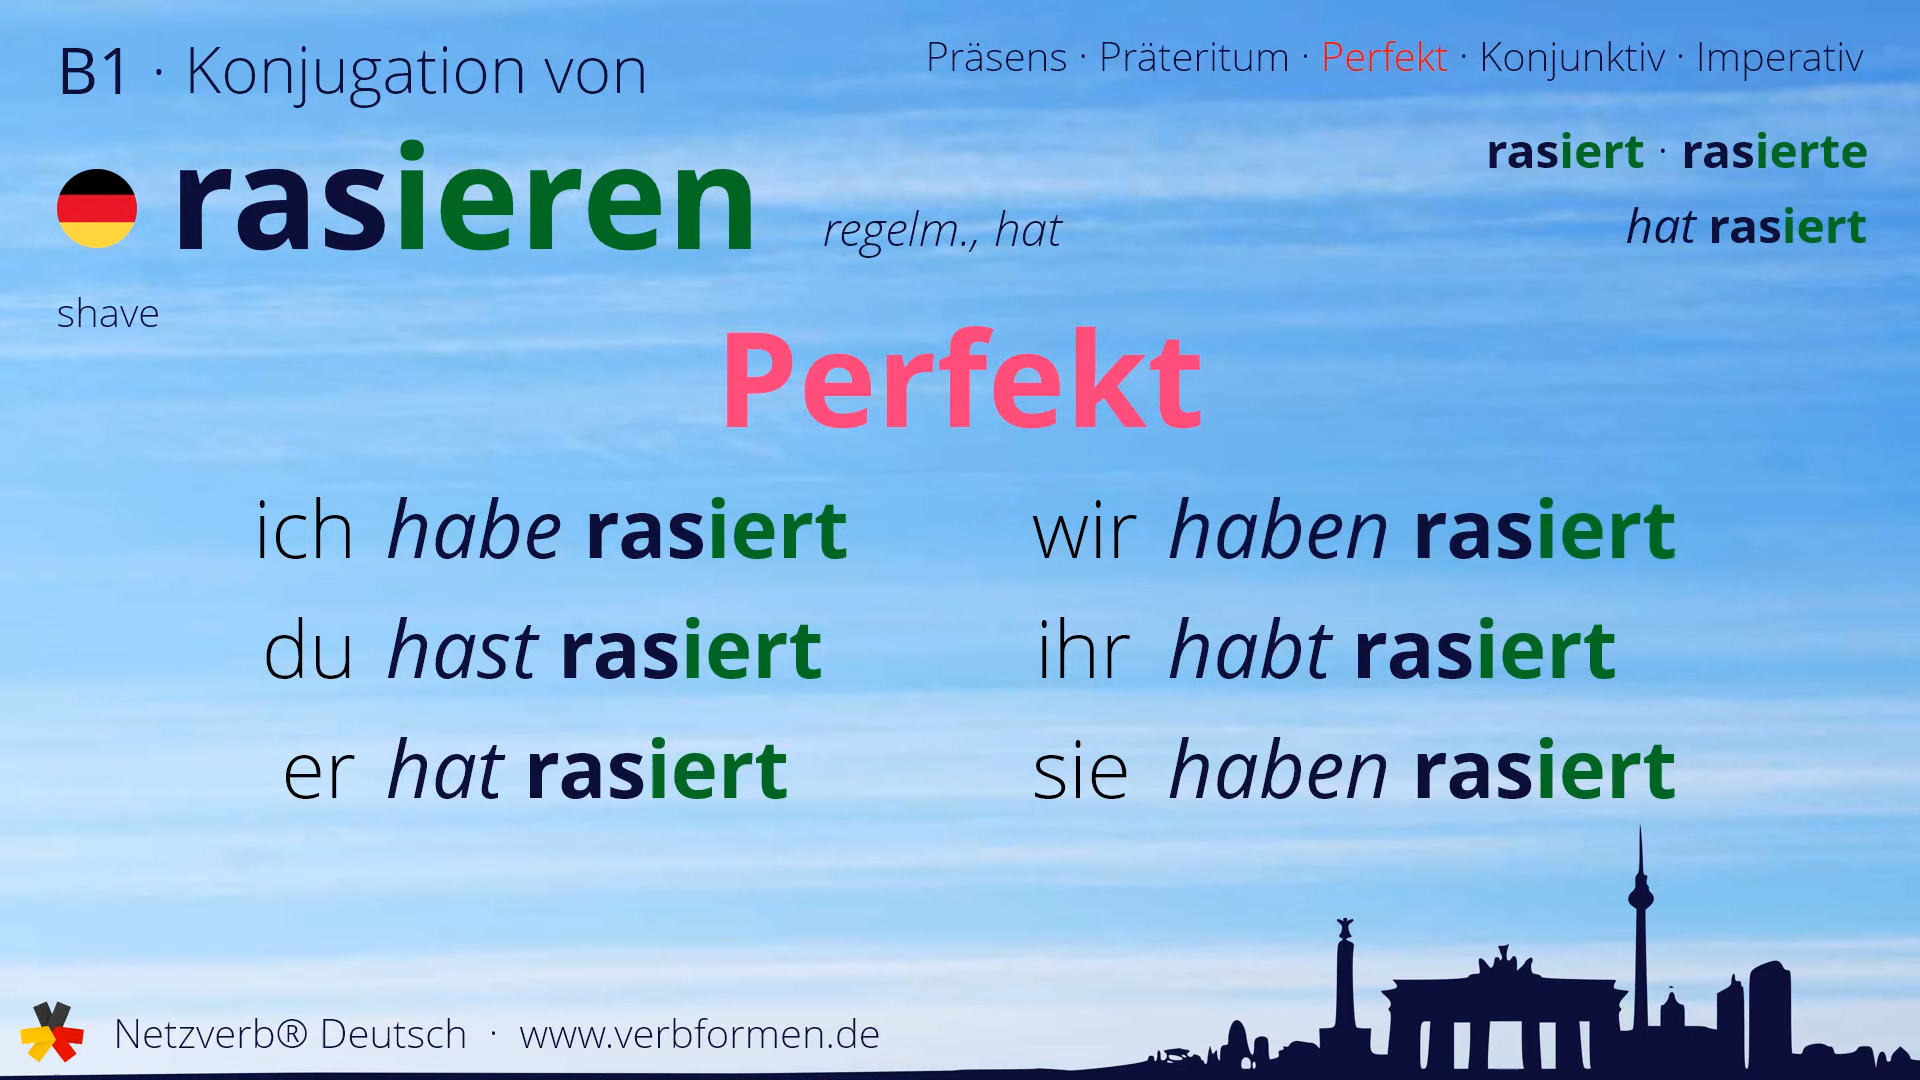 B1 · Konjugation von
Präsens · Präteritum · Perfekt · Konjunktiv · Imperativ
rasieren
regelm., hat
rasiert · rasierte
hat rasiert
shave
Perfekt
ich habe rasiert
du hast rasiert
er hat rasiert
wir haben rasiert
ihr habt rasiert
sie haben rasiert
Netzverb® Deutsch · www.verbformen.de